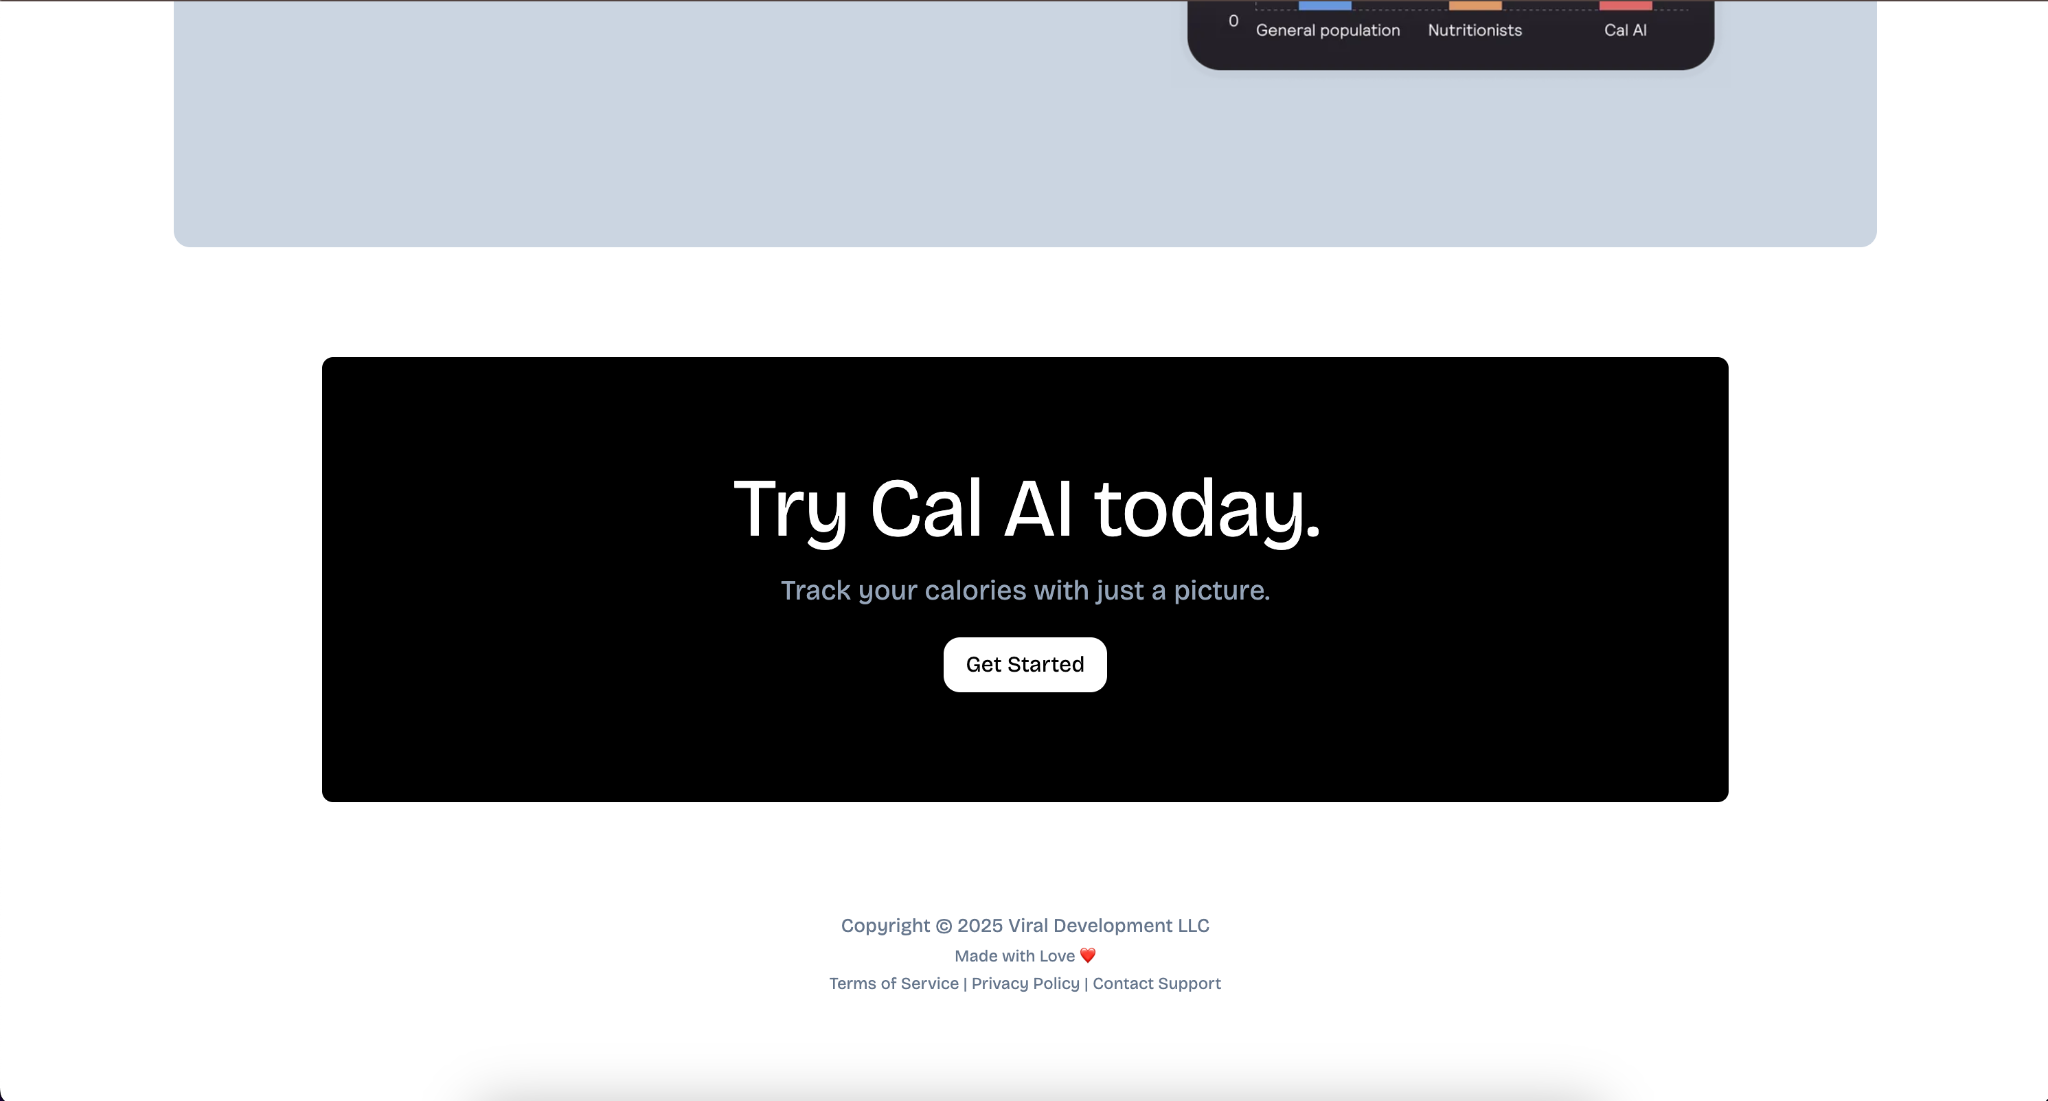 0
General population Nutritionists Cal AI
Try Cal AI today.
Track your calories with just a picture.
Get Started
Copyright © 2025 Viral Development LLC
Made with Love ❤️
Terms of Service | Privacy Policy | Contact Support